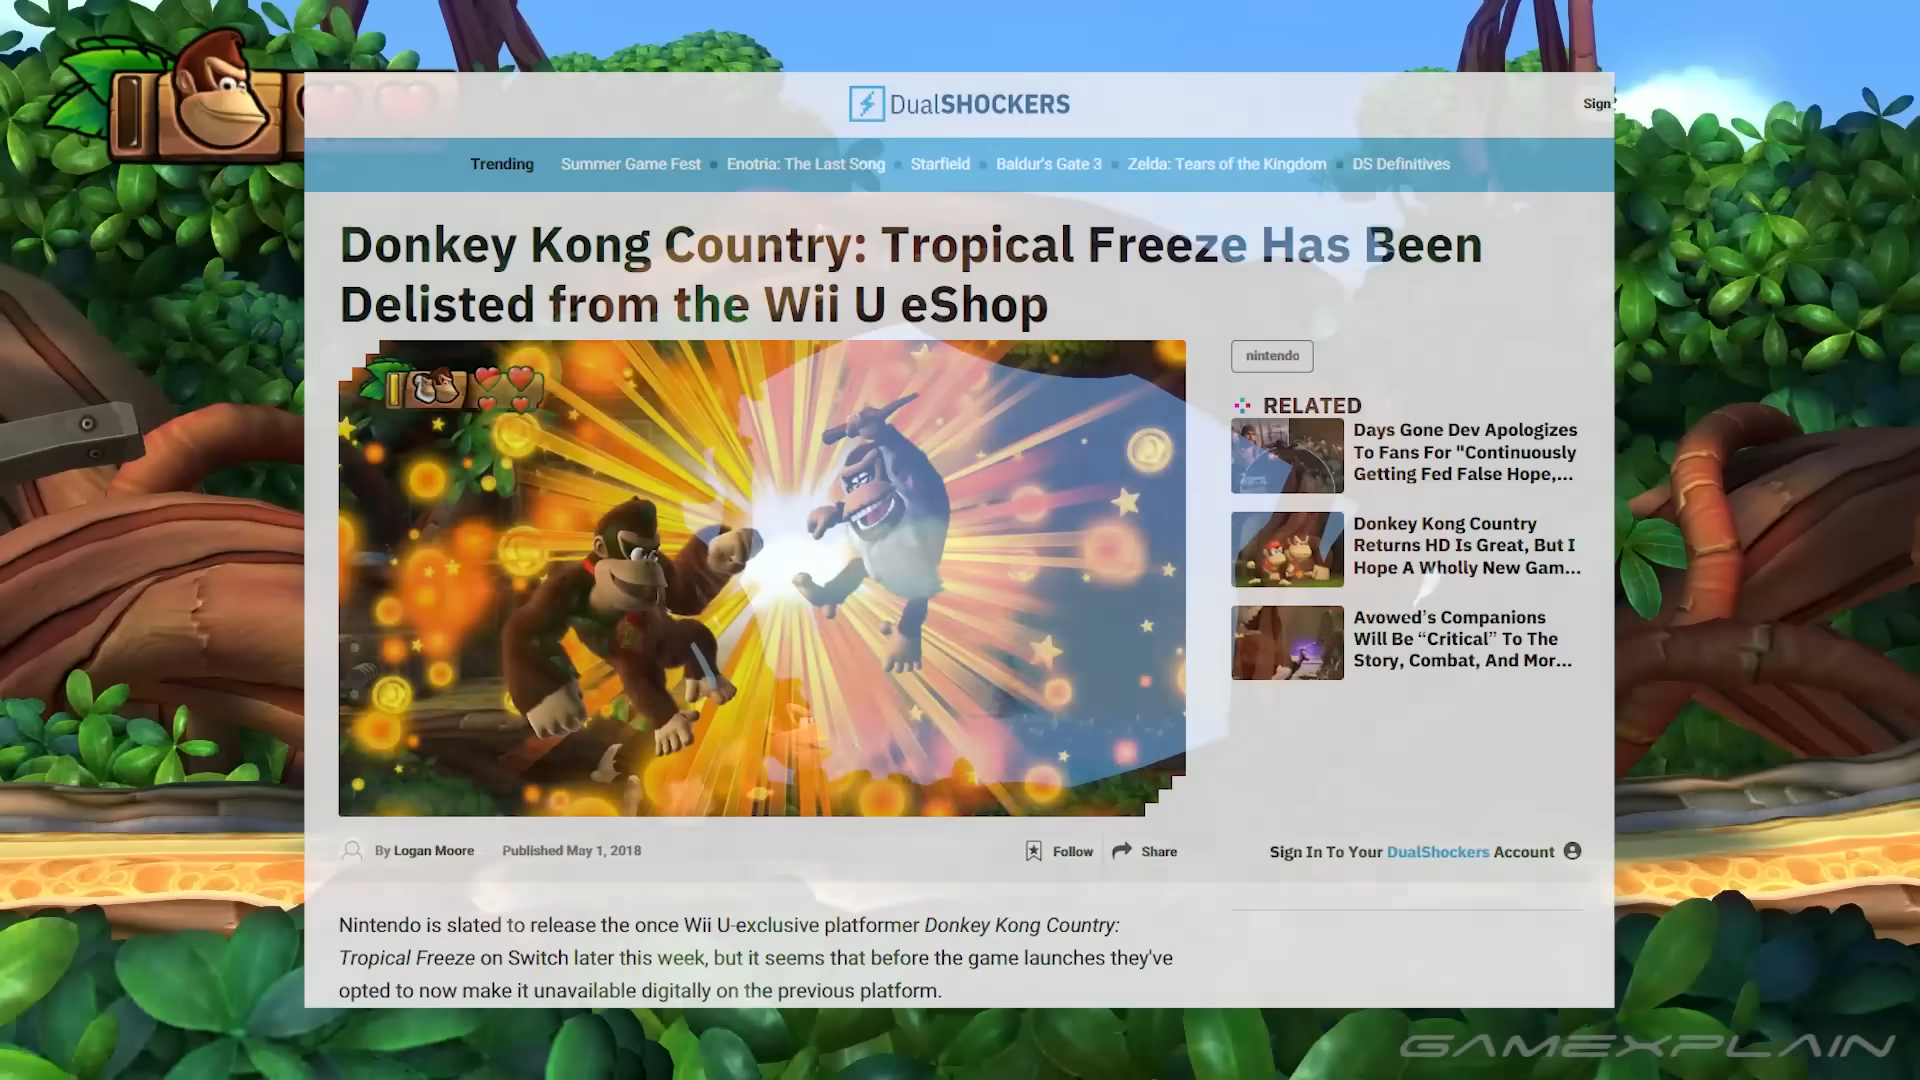 DualSHOCKERS
Sign
Trending Summer Game Fest Enotria: The Last Song Starfield Baldur's Gate 3 Zelda: Tears of the Kingdom DS Definitives
Donkey Kong Country: Tropical Freeze Has Been
Delisted from the Wii U eShop
nintendo
RELATED
Days Gone Dev Apologizes
To Fans For "Continuously
Getting Fed False Hope,...
Donkey Kong Country
Returns HD Is Great, But I
Hope A Wholly New Gam...
Avowed's Companions
Will Be “Critical” To The
Story, Combat, And Mor...
By Logan Moore Published May 1, 2018
Follow Share
Sign In To Your DualShockers Account
Nintendo is slated to release the once Wii U-exclusive platformer Donkey Kong Country:
Tropical Freeze on Switch later this week, but it seems that before the game launches they've
opted to now make it unavailable digitally on the previous platform.
GAMEXPLAIN